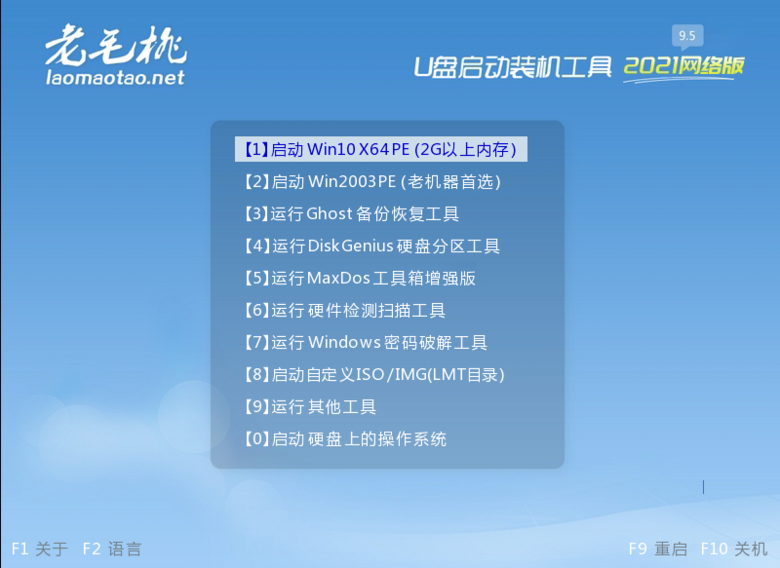 老毛桃
laomaotao.net
9.5
U盘启动装机工具 2021网络版
【1】启动 Win10 X64PE (2G以上内存)
【2】启动 Win2003PE (老机器首选)
【3】运行 Ghost 备份恢复工具
【4】运行 DiskGenius 硬盘分区工具
【5】运行 MaxDos 工具箱增强版
【6】运行 硬件检测扫描工具
【7】运行 Windows 密码破解工具
【8】启动自定义ISO/IMG(LMT目录)
【9】运行 其他工具
【0】启动 硬盘上的操作系统
F1 关于 F2 语言 F9 重启 F10 关机